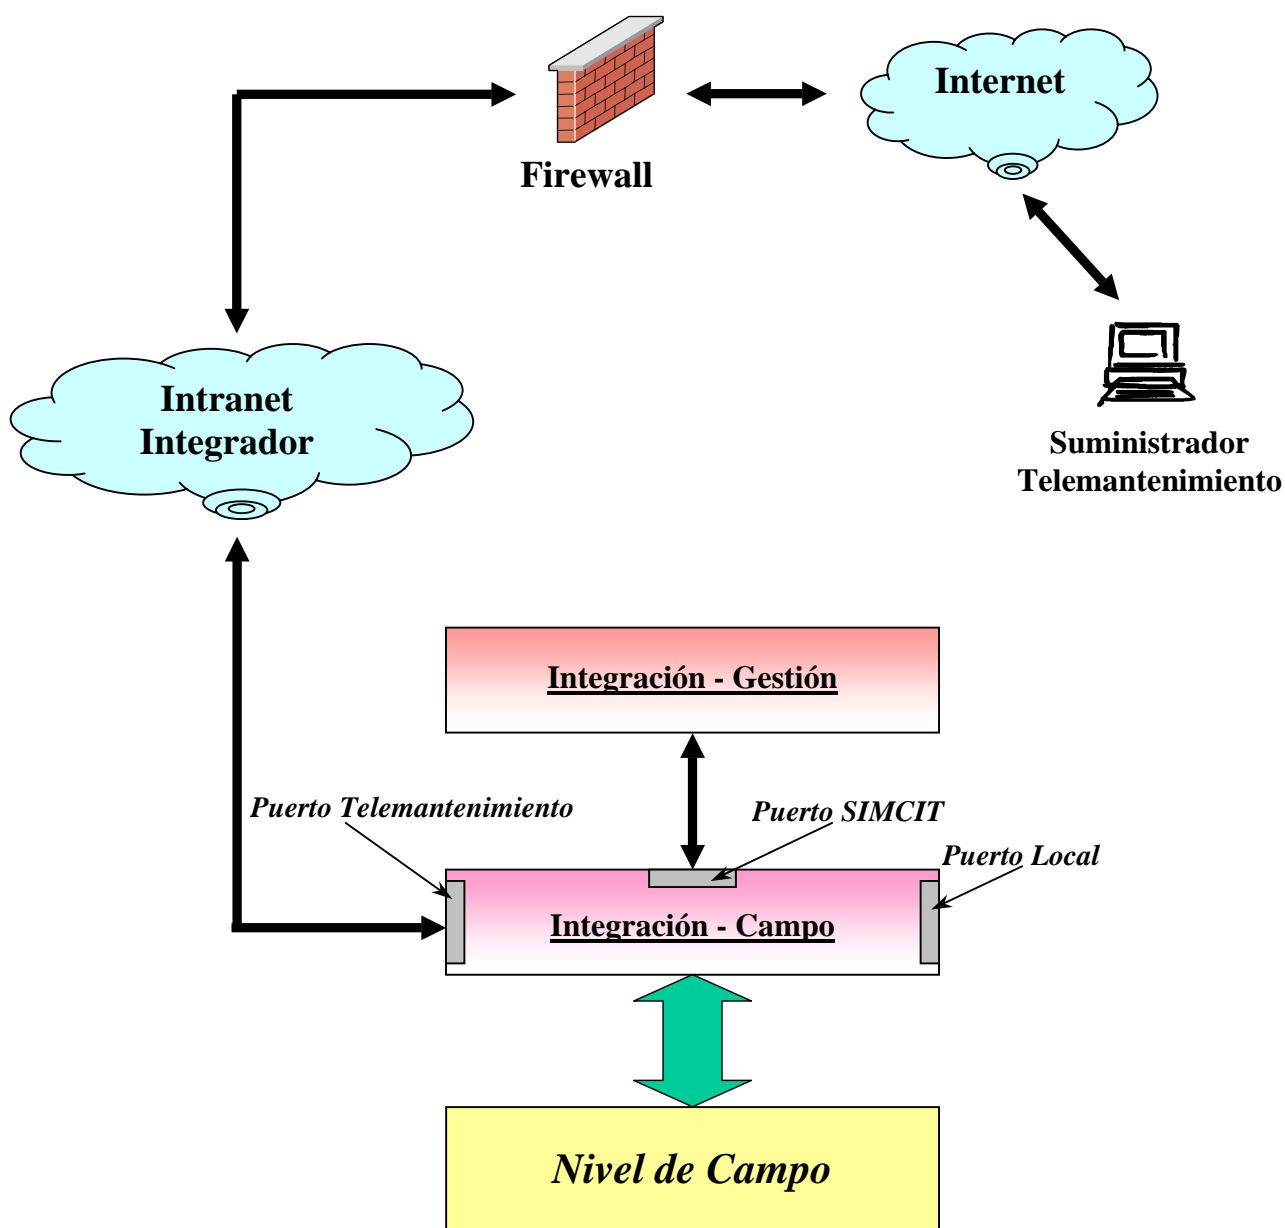 Internet
Firewall
Intranet
Integrador
Suministrador
Telemantenimiento
Integración - Gestión
Puerto Telemantenimiento
Puerto SIMCIT
Puerto Local
Integración - Campo
Nivel de Campo